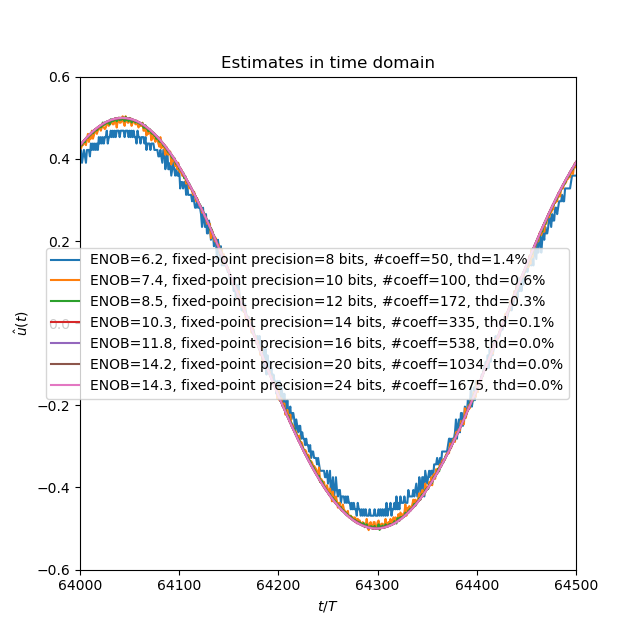 Estimates in time domain
0.6
0.4
0.2
0.0
−0.2
−0.4
−0.6
û(t)
ENOB=6.2, fixed-point precision=8 bits, #coeff=50, thd=1.4%
ENOB=7.4, fixed-point precision=10 bits, #coeff=100, thd=0.6%
ENOB=8.5, fixed-point precision=12 bits, #coeff=172, thd=0.3%
ENOB=10.3, fixed-point precision=14 bits, #coeff=335, thd=0.1%
ENOB=11.8, fixed-point precision=16 bits, #coeff=538, thd=0.0%
ENOB=14.2, fixed-point precision=20 bits, #coeff=1034, thd=0.0%
ENOB=14.3, fixed-point precision=24 bits, #coeff=1675, thd=0.0%
64000 64100 64200 64300 64400 64500
t/T